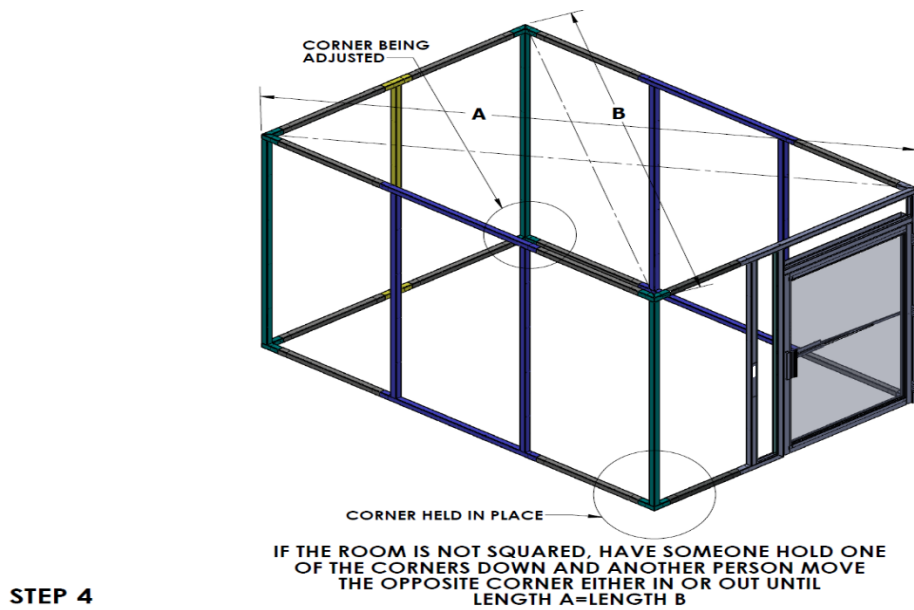 CORNER BEING
ADJUSTED
A
B
CORNER HELD IN PLACE
IF THE ROOM IS NOT SQUARED, HAVE SOMEONE HOLD ONE
OF THE CORNERS DOWN AND ANOTHER PERSON MOVE
THE OPPOSITE CORNER EITHER IN OR OUT UNTIL
LENGTH A=LENGTH B
STEP 4